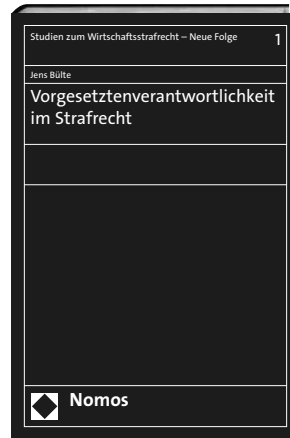 Studien zum Wirtschaftsstrafrecht – Neue Folge 1
Jens Bülte
Vorgesetztenverantwortlichkeit
im Strafrecht
Nomos